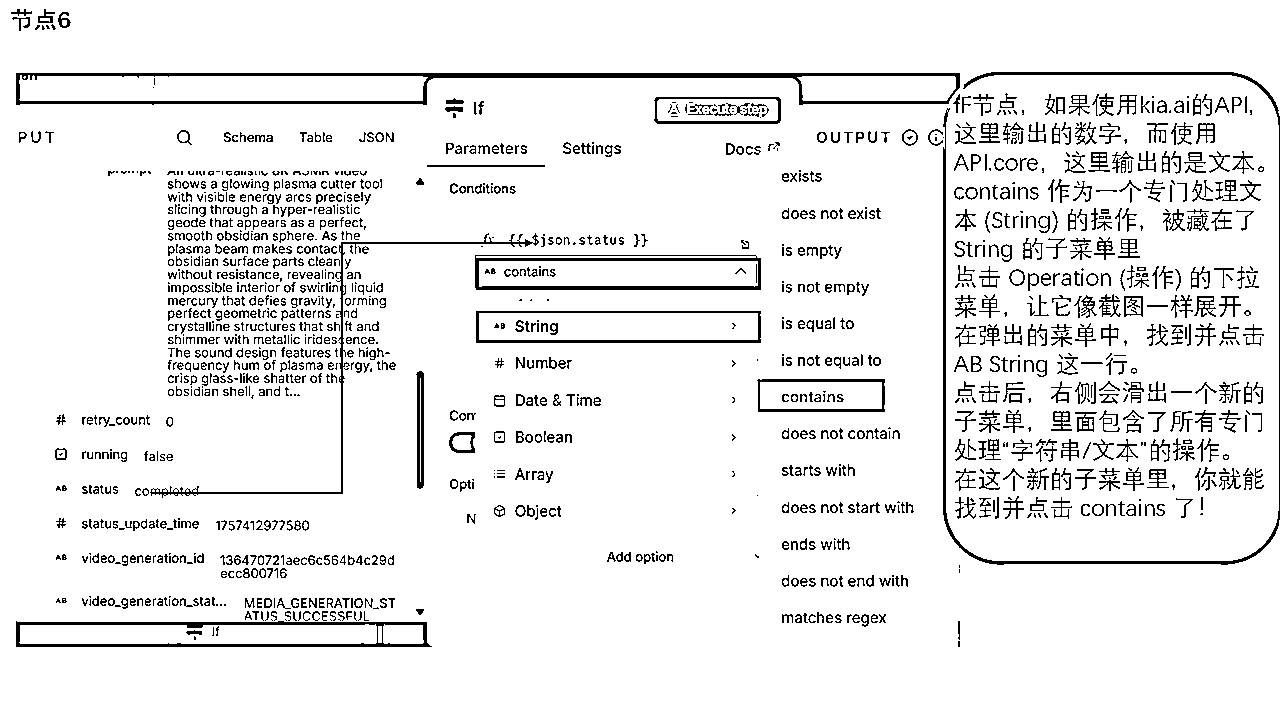 节点6
If
Execute step
PUT
Schema
Table
JSON
Parameters
Settings
Docs
OUTPUT
prompt
An ultra-realistic 8K ASMR video
shows a glowing plasma cutter tool
with visible energy arcs precisely
slicing through a hyper-realistic
geode that appears as a perfect,
smooth obsidian sphere. As the
plasma beam makes contact, the
obsidian surface parts cleanly
without resistance, revealing an
impossible interior of swirling liquid
mercury that defies gravity, forming
perfect geometric patterns and
crystalline structures that shift and
shimmer with metallic iridescence.
The sound design features the high-
frequency hum of plasma energy, the
crisp glass-like shatter of the
obsidian shell, and t...
# retry_count 0
running false
AB status completed
# status_update_time 1757412977580
AB video_generation_id 136470721aec6c564b4c29d
ecc800716
AB video_generation_stat... MEDIA_GENERATION_ST
ATUS_SUCCESSFUL
If
Conditions
fx {{ $json.status }}
AB contains
AB String
# Number
Date & Time
Boolean
Array
Object
Con
Opti
N
Add option
exists
does not exist
is empty
is not empty
is equal to
is not equal to
contains
does not contain
starts with
does not start with
ends with
does not end with
matches regex
fF节点，如果使用kia.ai的API,
这里输出的数字，而使用
API.core，这里输出的是文本。
contains 作为一个专门处理文
本 (String) 的操作，被藏在了
String 的子菜单里
点击 Operation (操作) 的下拉
菜单，让它像截图一样展开。
在弹出的菜单中，找到并点击
AB String 这一行。
点击后，右侧会滑出一个新的
子菜单，里面包含了所有专门
处理“字符串/文本”的操作。
在这个新的子菜单里，你就能
找到并点击 contains 了！